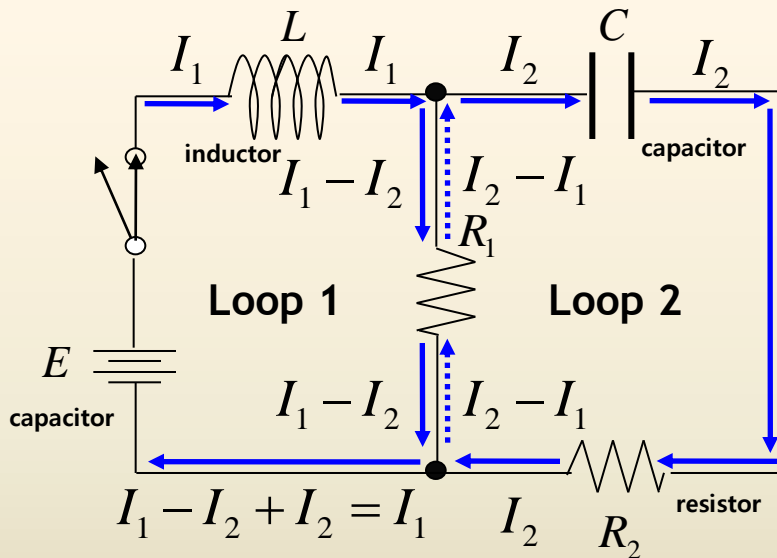 L
C
I₁
I₁
I₂
I₂
inductor
capacitor
I₁ − I₂
I₂ − I₁
R₁
Loop 1
Loop 2
E
capacitor
I₁ − I₂
I₂ − I₁
I₁ − I₂ + I₂ = I₁
I₂
R₂
resistor